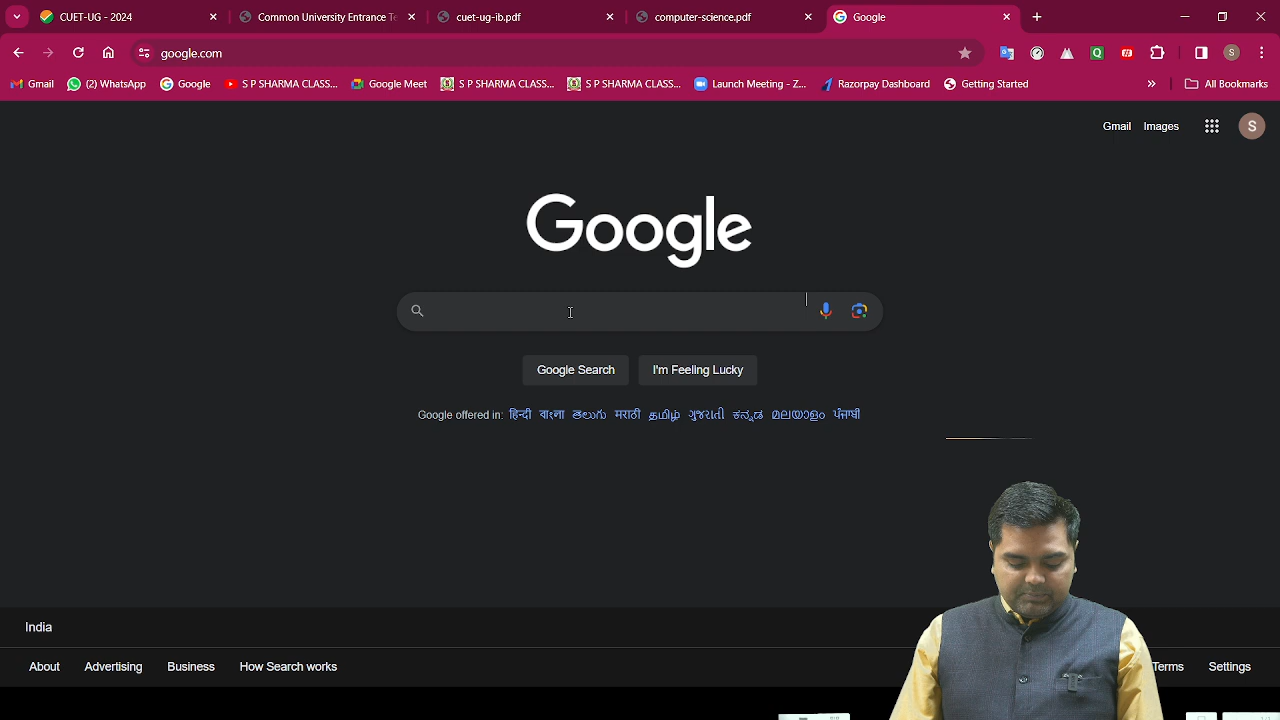 CUET-UG - 2024
Common University Entrance Te
cuet-ug-ib.pdf
computer-science.pdf
Google
google.com
S
Gmail
(2) WhatsApp
Google
S P SHARMA CLASS...
Google Meet
S P SHARMA CLASS...
S P SHARMA CLASS...
Launch Meeting - Z...
Razorpay Dashboard
Getting Started
All Bookmarks
Gmail
Images
S
Google
Google Search
I'm Feeling Lucky
Google offered in: हिन्दी বাংলা తెలుగు मराठी தமிழ் ગુજરાતી ಕನ್ನಡ മലയാളം ਪੰਜਾਬੀ
India
About
Advertising
Business
How Search works
Terms
Settings